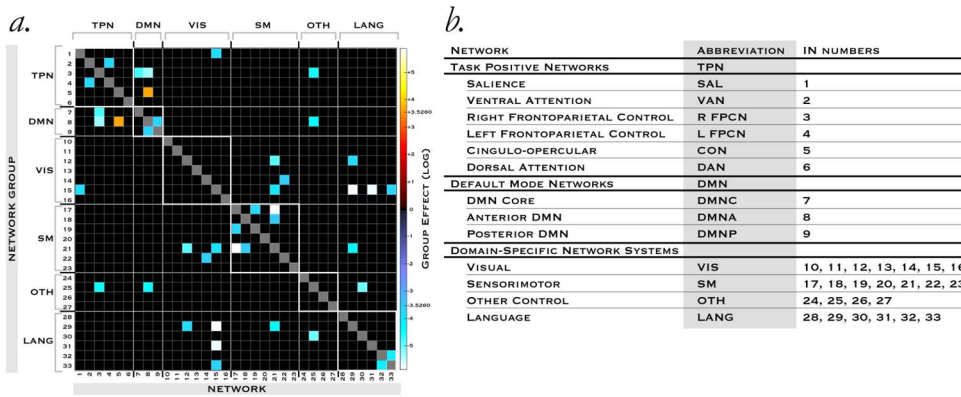 a.
TPN DMN VIS SM OTH LANG
NETWORK GROUP
TPN
DMN
VIS
SM
OTH
LANG
1
2
3
4
5
6
7
8
9
10
11
12
13
14
15
16
17
18
19
20
21
22
23
24
25
26
27
28
29
30
31
32
33
1 2 3 4 5 6 7 8 9 10 11 12 13 14 15 16 17 18 19 20 21 22 23 24 25 26 27 28 29 30 31 32 33
NETWORK
+5
+4
+3.5260
+3
+2
+1
0
-1
-2
-3
-3.5260
-4
-5
GROUP EFFECT (LOG)
b.
NETWORK ABBREVIATION IN NUMBERS
TASK POSITIVE NETWORKS TPN
SALIENCE SAL 1
VENTRAL ATTENTION VAN 2
RIGHT FRONTOPARIETAL CONTROL R FPCN 3
LEFT FRONTOPARIETAL CONTROL L FPCN 4
CINGULO-OPERCULAR CON 5
DORSAL ATTENTION DAN 6
DEFAULT MODE NETWORKS DMN
DMN CORE DMNC 7
ANTERIOR DMN DMNA 8
POSTERIOR DMN DMNP 9
DOMAIN-SPECIFIC NETWORK SYSTEMS
VISUAL VIS 10, 11, 12, 13, 14, 15, 16
SENSORIMOTOR SM 17, 18, 19, 20, 21, 22, 23
OTHER CONTROL OTH 24, 25, 26, 27
LANGUAGE LANG 28, 29, 30, 31, 32, 33